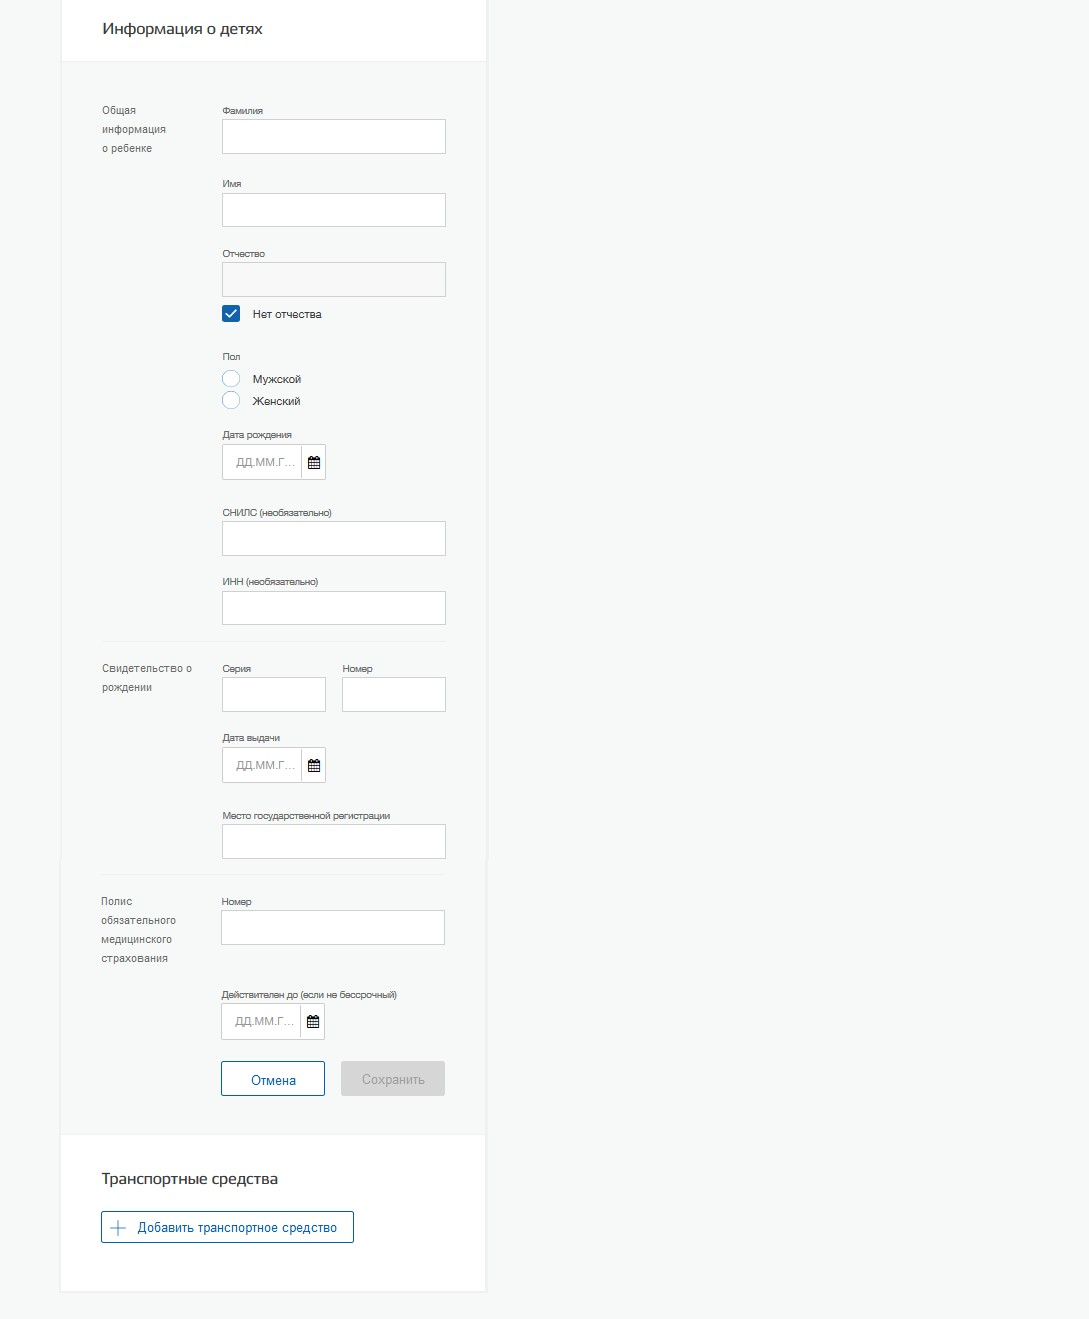 Информация о детях
Общая
информация
о ребенке
Фамилия
Имя
Отчество
Нет отчества
Пол
Мужской
Женский
Дата рождения
ДД.ММ.Г...
СНИЛС (необязательно)
ИНН (необязательно)
Свидетельство о
рождении
Серия
Номер
Дата выдачи
ДД.ММ.Г...
Место государственной регистрации
Полис
обязательного
медицинского
страхования
Номер
Действителен до (если не бессрочный)
ДД.ММ.Г...
Отмена
Сохранить
Транспортные средства
Добавить транспортное средство